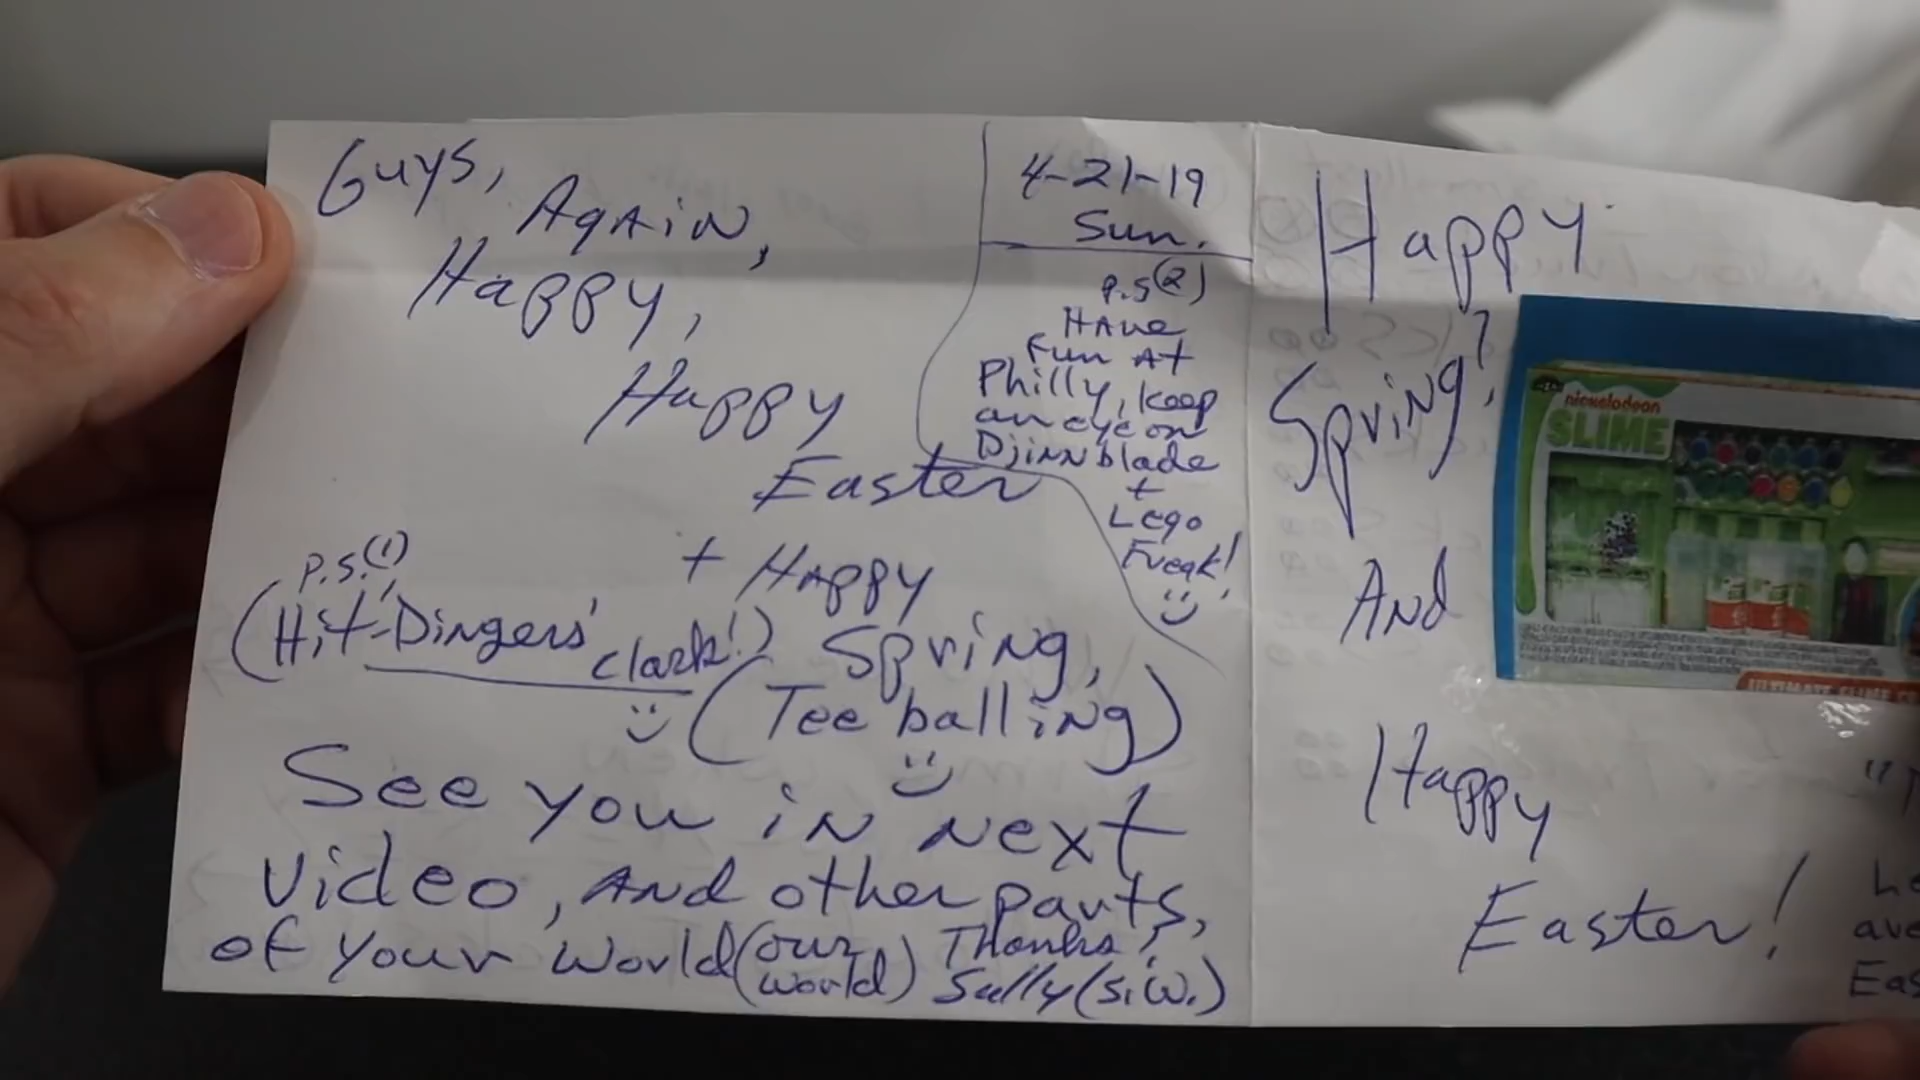 Guys,
Again,
Happy,
Happy
Easter
+ Happy
Spring,
(Tee balling)
P.S.(1)
(Hit-Dingers' Clark!)
See you in next
video, And other parts,
of your world (our world) Thanks!
Sally (S.W.)
4-21-19
Sun.
P.S(2)
Have
Fun At
Philly, keep
an eye on
Djinnblade
+
Lego
Freak!
Happy
Spring!
And
Happy
Easter!
nickelodeon
SLIME